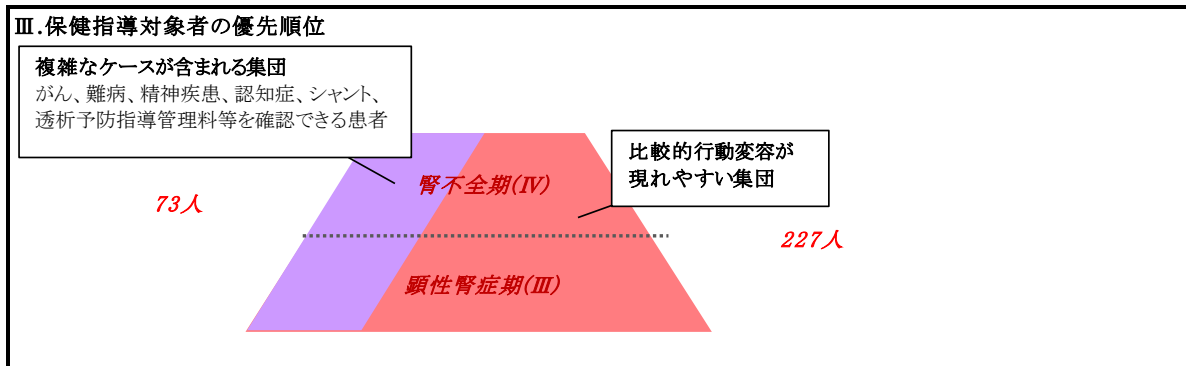 Ⅲ.保健指導対象者の優先順位
複雑なケースが含まれる集団
がん、難病、精神疾患、認知症、シャント、
透析予防指導管理料等を確認できる患者
比較的行動変容が
現れやすい集団
腎不全期(Ⅳ)
73人
227人
顕性腎症期(Ⅲ)